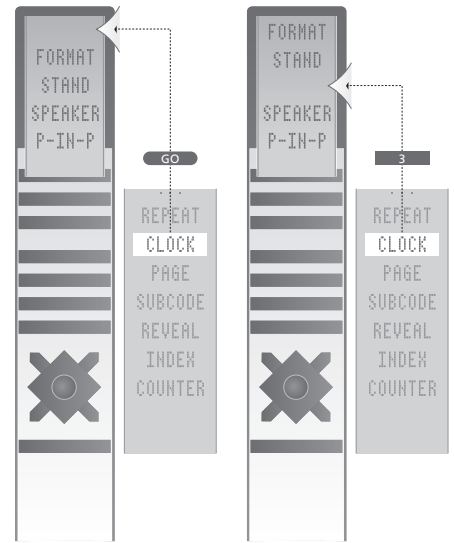 FORMAT
STAND
SPEAKER
P-IN-P
GO
REPEAT
CLOCK
PAGE
SUBCODE
REVEAL
INDEX
COUNTER
FORMAT
STAND
SPEAKER
P-IN-P
3
REPEAT
CLOCK
PAGE
SUBCODE
REVEAL
INDEX
COUNTER